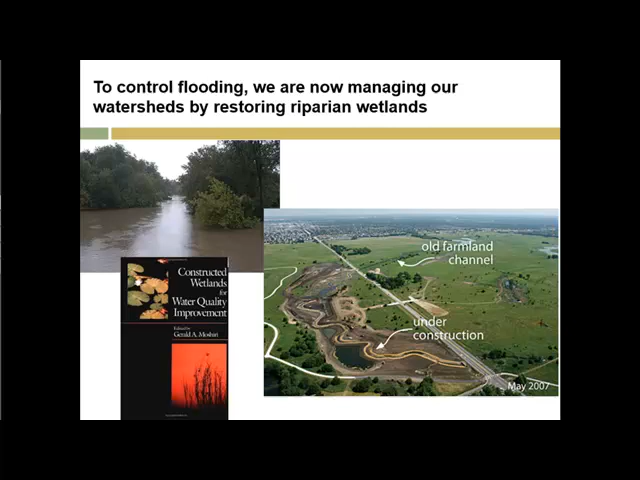 To control flooding, we are now managing our
watersheds by restoring riparian wetlands
old farmland
channel
under
construction
May 2007
Constructed
Wetlands
for
Water Quality
Improvement
Edited by
Gerald A. Moshiri